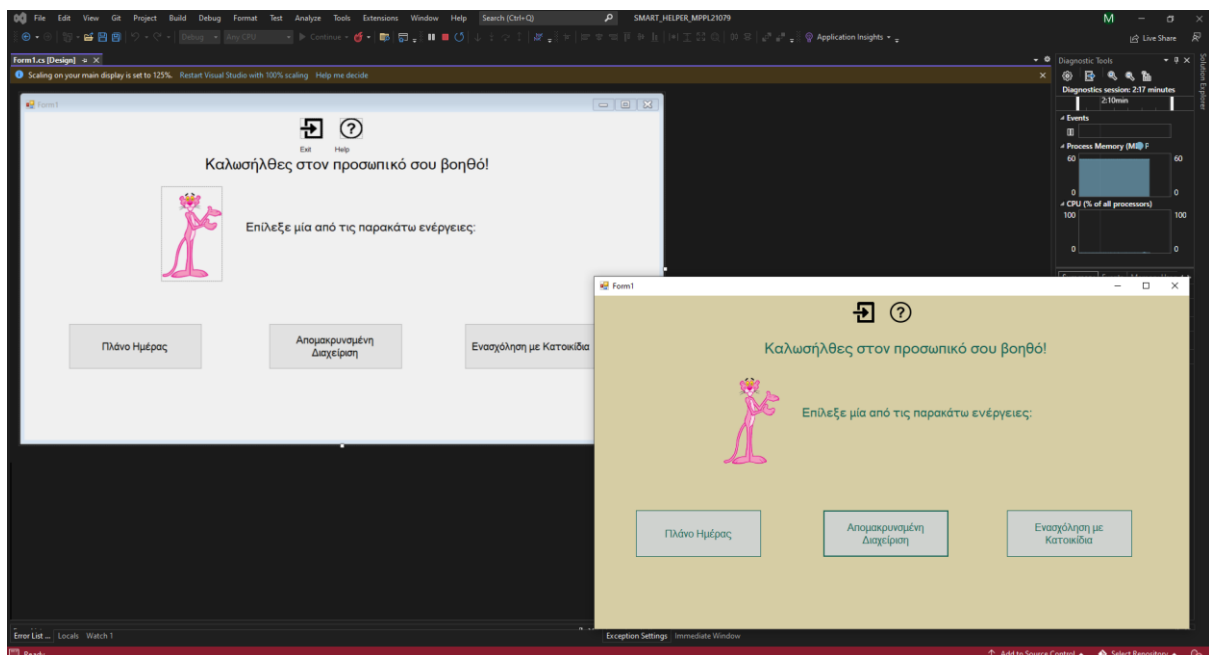 File Edit View Git Project Build Debug Format Test Analyze Tools Extensions Window Help Search (Ctrl+Q) SMART_HELPER_MPPL21079 M
Debug Any CPU Continue Application Insights Live Share
Form1.cs [Design]
Scaling on your main display is set to 125%. Restart Visual Studio with 100% scaling Help me decide
Form1
Exit Help
Καλωσήλθες στον προσωπικό σου βοηθό!
Επίλεξε μία από τις παρακάτω ενέργειες:
Πλάνο Ημέρας
Απομακρυνσμένη
Διαχείριση
Ενασχόληση με Κατοικίδια
Diagnostic Tools
Diagnostics session: 2:17 minutes
2:10min
Events
Process Memory
60 60
0 0
CPU (% of all processors)
100 100
0 0
Solution Explorer
Form1
Καλωσήλθες στον προσωπικό σου βοηθό!
Επίλεξε μία από τις παρακάτω ενέργειες:
Πλάνο Ημέρας
Απομακρυνσμένη
Διαχείριση
Ενασχόληση με
Κατοικίδια
Error List ... Locals Watch 1 Exception Settings Immediate Window
Ready Add to Source Control Select Repository